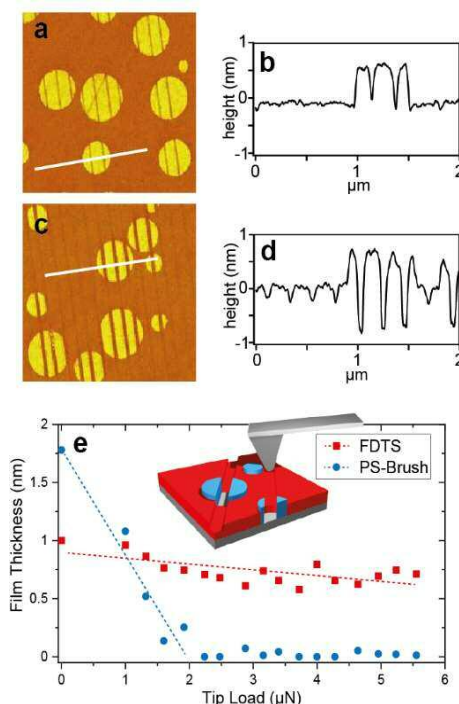 a
b
height (nm)
1
0
-1
0
1
2
µm
c
d
height (nm)
1
0
-1
0
1
2
µm
e
Film Thickness (nm)
2
1.5
1
0.5
0
FDTS
PS-Brush
0
1
2
3
4
5
6
Tip Load (µN)